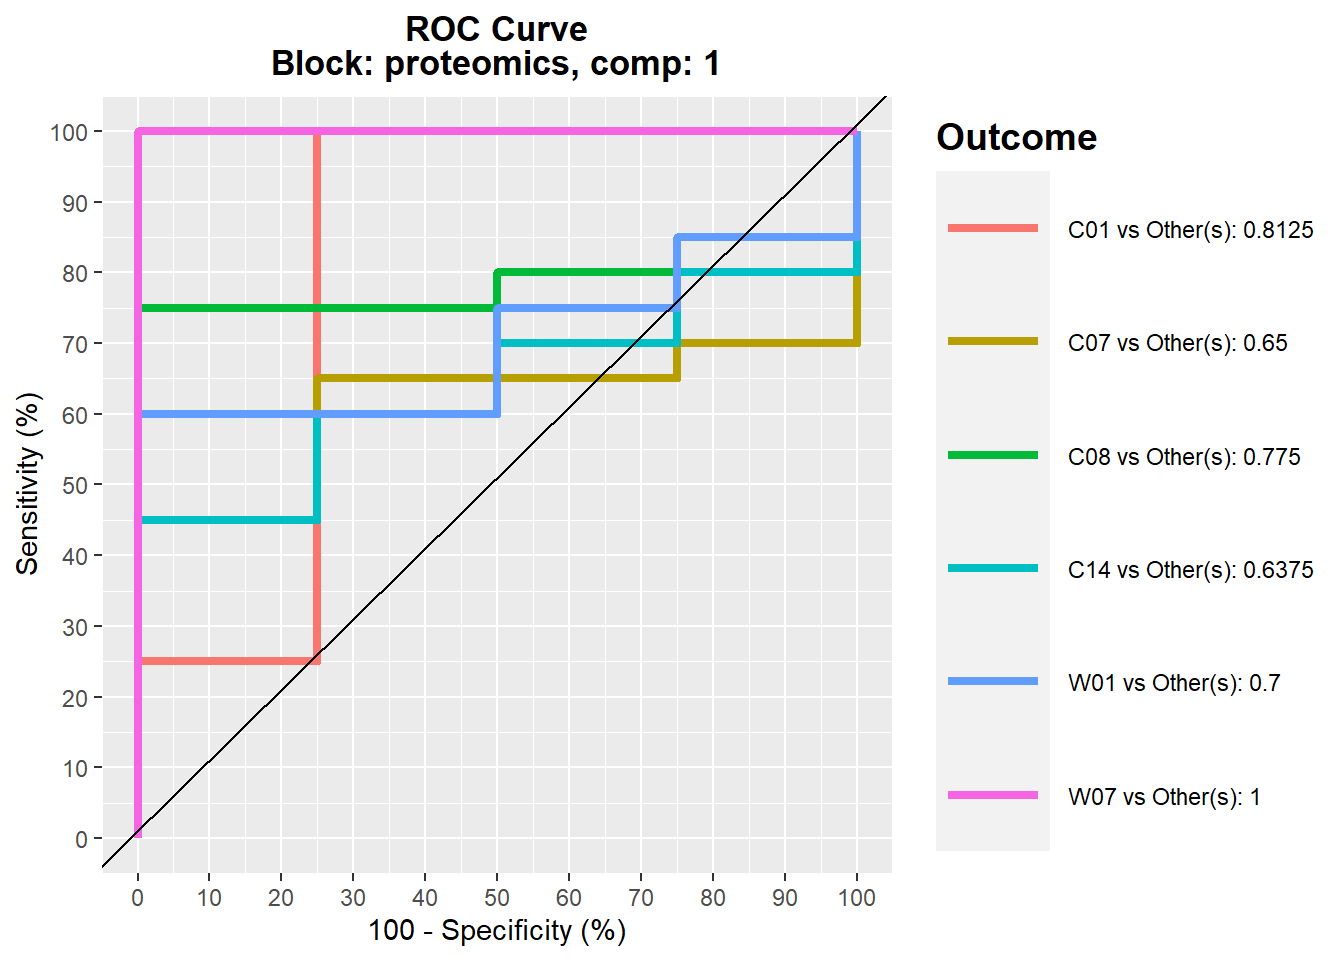 ROC Curve
Block: proteomics, comp: 1
100
90
80
70
60
50
40
30
20
10
0
Sensitivity (%)
0 10 20 30 40 50 60 70 80 90 100
100 - Specificity (%)
Outcome
C01 vs Other(s): 0.8125
C07 vs Other(s): 0.65
C08 vs Other(s): 0.775
C14 vs Other(s): 0.6375
W01 vs Other(s): 0.7
W07 vs Other(s): 1